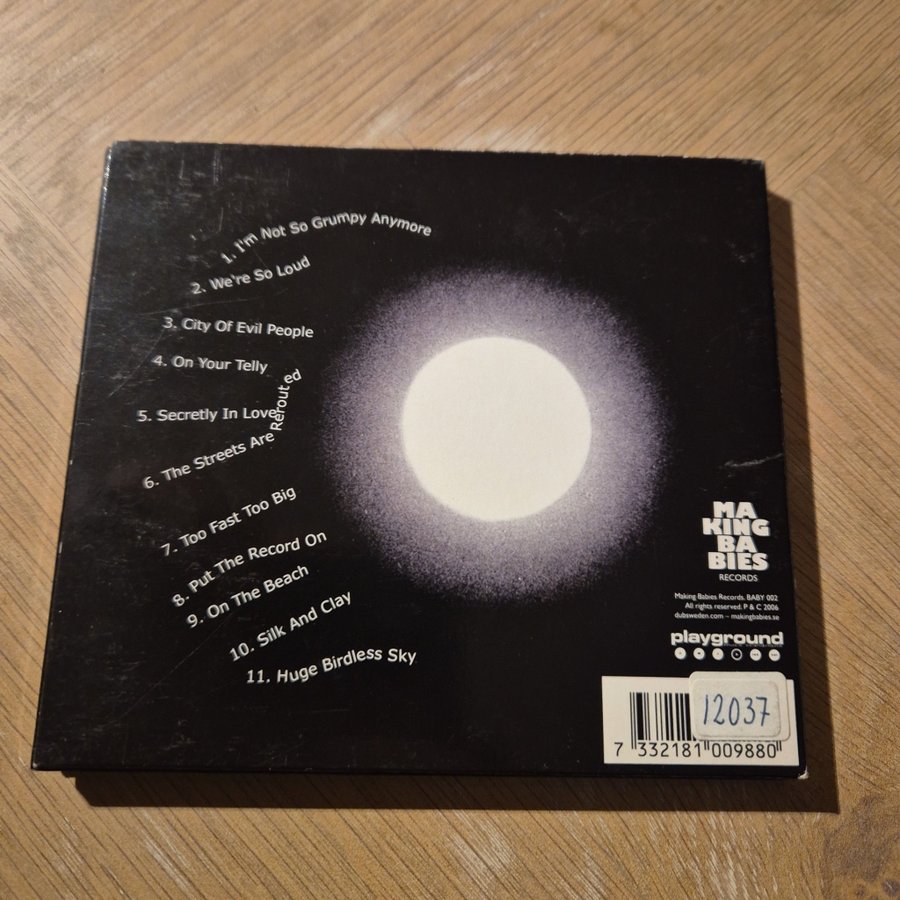 1. I'm Not So Grumpy Anymore
2. We're So Loud
3. City Of Evil People
4. On Your Telly
5. Secretly In Love
6. The Streets Are Rerouted
7. Too Fast Too Big
8. Put The Record On
9. On The Beach
10. Silk And Clay
11. Huge Birdless Sky
MA
KING
BA
BIES
RECORDS
Making Babies Records. BABY 002
All rights reserved. P & C 2006
dubsweden.com – makingbabies.se
playground
12037
7 332181 009880